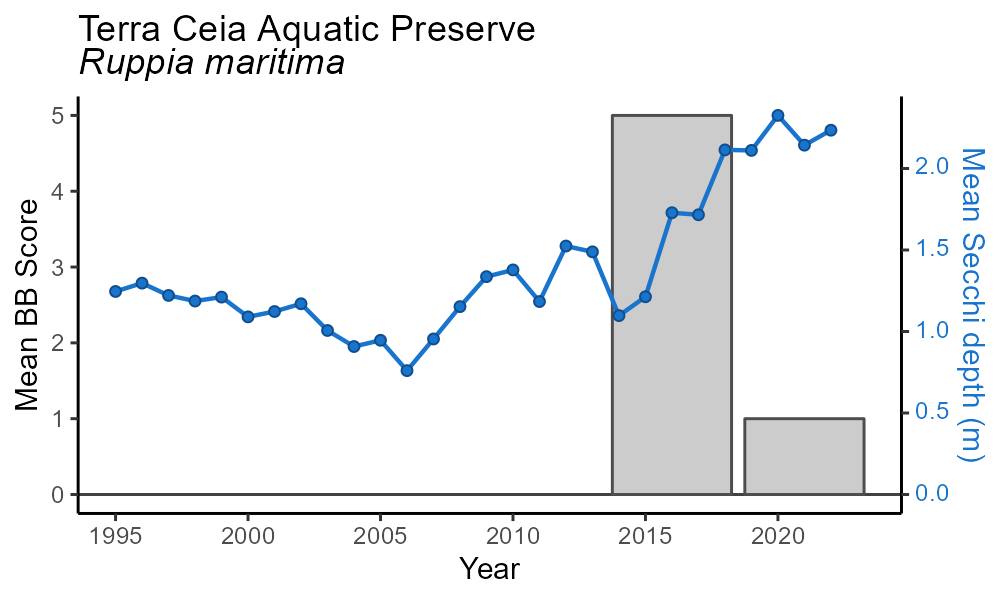 Terra Ceia Aquatic Preserve
Ruppia maritima
Mean BB Score
5
4
3
2
1
0
2.0
1.5
1.0
0.5
0.0
Mean Secchi depth (m)
1995 2000 2005 2010 2015 2020
Year